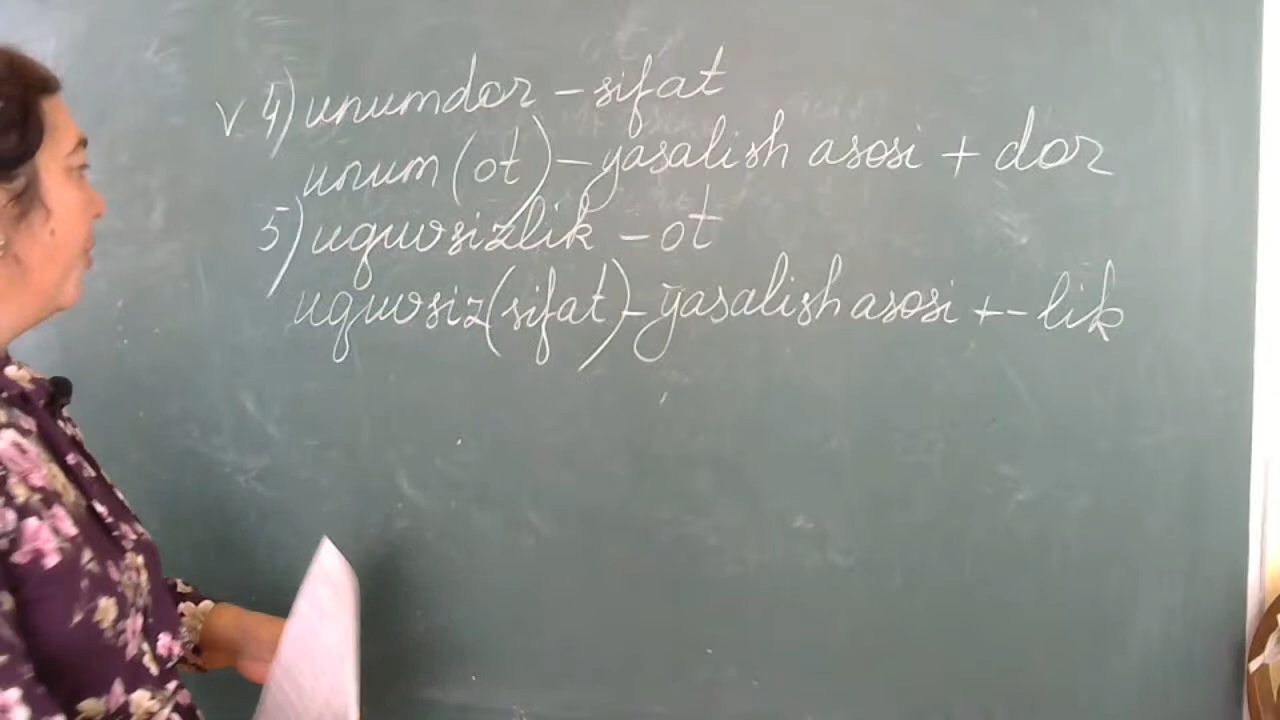 v 4) unumdor – sifat
unum (ot) – yasalish asosi + dor
5) uquvsizlik – ot
uquvsiz (sifat) – yasalish asosi + – lik